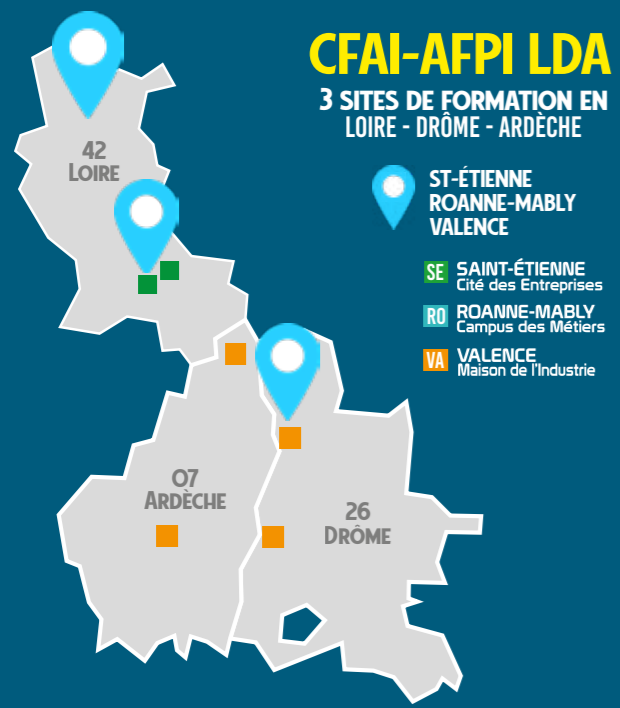 CFAI-AFPI LDA
3 SITES DE FORMATION EN
LOIRE - DRÔME - ARDÈCHE
ST-ÉTIENNE
ROANNE-MABLY
VALENCE
SE SAINT-ÉTIENNE
Cité des Entreprises
RO ROANNE-MABLY
Campus des Métiers
VA VALENCE
Maison de l'Industrie
42
LOIRE
07
ARDÈCHE
26
DRÔME